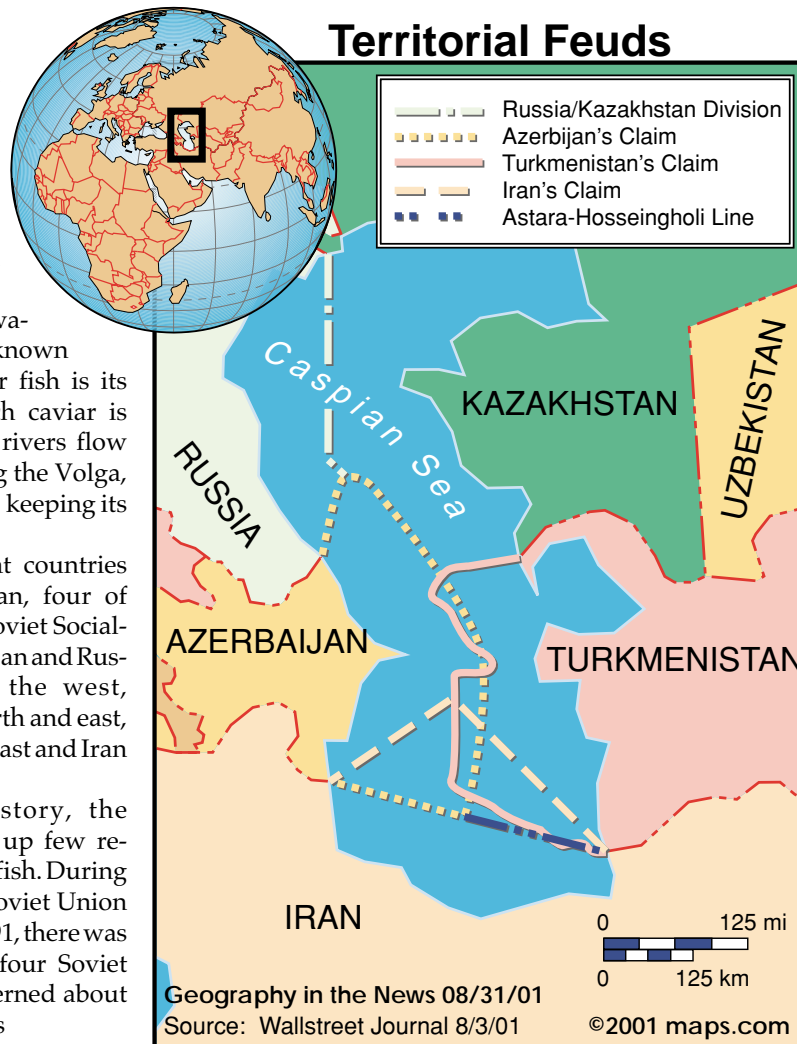 Territorial Feuds
Russia/Kazakhstan Division
Azerbijan's Claim
Turkmenistan's Claim
Iran's Claim
Astara-Hosseingholi Line
wa-
known
r fish is its
h caviar is
rivers flow
g the Volga,
keeping its
t countries
an, four of
oviet Social-
an and Rus-
the west,
rth and east,
ast and Iran
story, the
up few re-
fish. During
oviet Union
91, there was
four Soviet
erned about
s
Caspian Sea
KAZAKHSTAN
UZBEKISTAN
RUSSIA
AZERBAIJAN
TURKMENISTAN
IRAN
0 125 mi
0 125 km
Geography in the News 08/31/01
Source: Wallstreet Journal 8/3/01 ©2001 maps.com